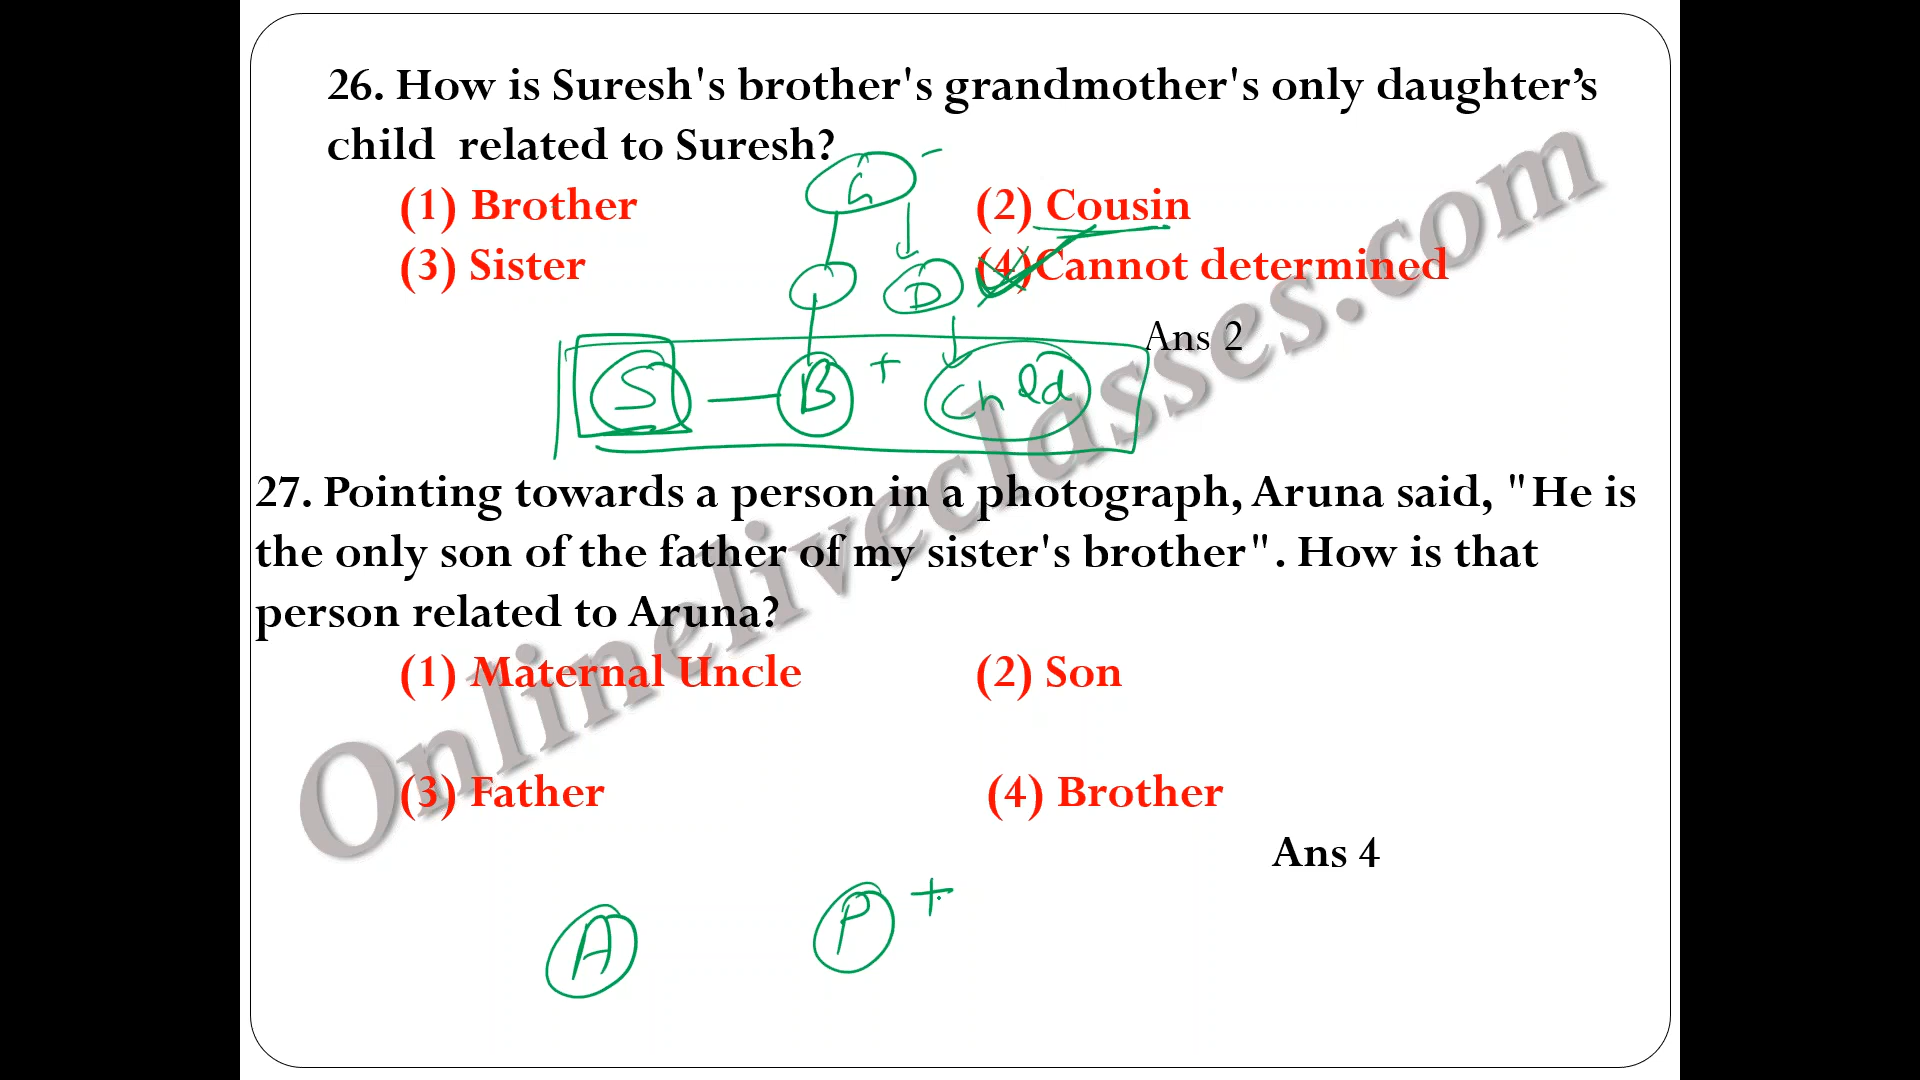 26. How is Suresh's brother's grandmother's only daughter’s
child related to Suresh?
(1) Brother (2) Cousin
(3) Sister (4)Cannot determined
Ans 2
G -
D
S B + Child
27. Pointing towards a person in a photograph, Aruna said, "He is
the only son of the father of my sister's brother". How is that
person related to Aruna?
(1) Maternal Uncle (2) Son
(3) Father (4) Brother
Ans 4
A P +
Onlineliveclasses.com